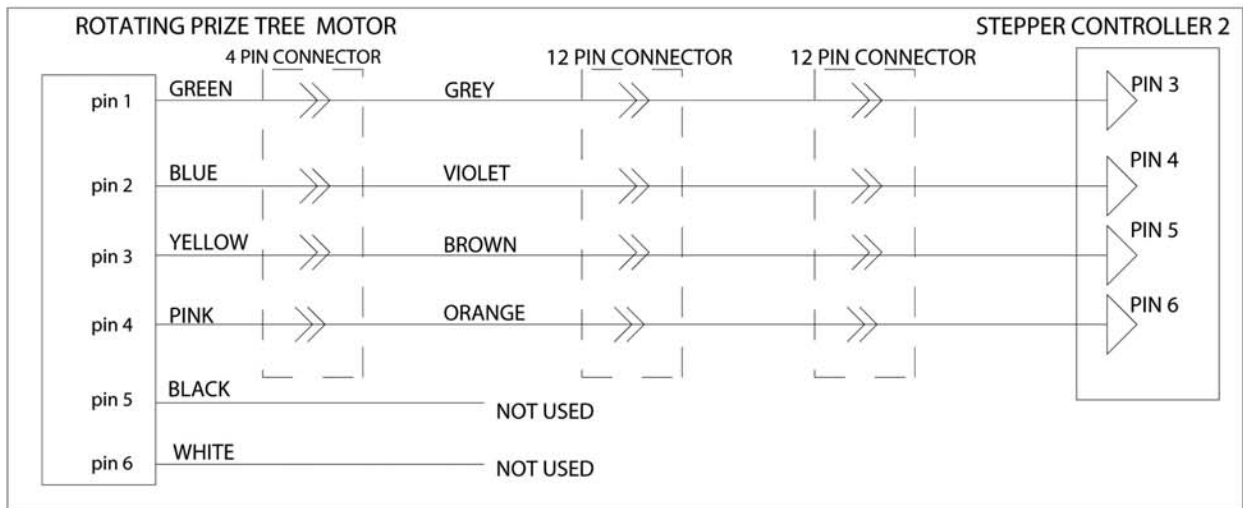 ROTATING PRIZE TREE MOTOR
STEPPER CONTROLLER 2
4 PIN CONNECTOR
12 PIN CONNECTOR
12 PIN CONNECTOR
pin 1
GREEN
GREY
PIN 3
pin 2
BLUE
VIOLET
PIN 4
pin 3
YELLOW
BROWN
PIN 5
pin 4
PINK
ORANGE
PIN 6
pin 5
BLACK
NOT USED
pin 6
WHITE
NOT USED